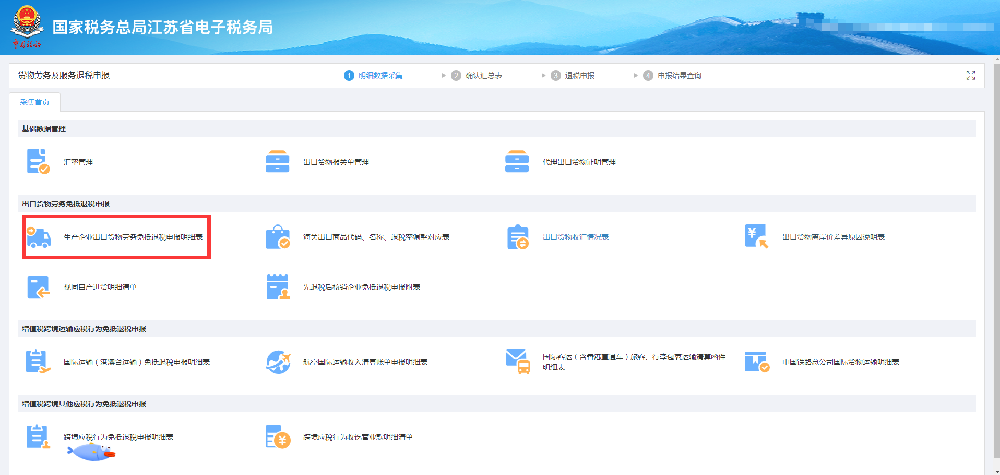 国家税务总局江苏省电子税务局
中国税务
货物劳务及服务退税申报
1 明细数据采集
2 确认汇总表
3 退税申报
4 申报结果查询
采集首页
基础数据管理
汇率管理
出口货物报关单管理
代理出口货物证明管理
出口货物劳务免抵退税申报
生产企业出口货物劳务免抵退税申报明细表
海关出口商品代码、名称、退税率调整对应表
出口货物收汇情况表
出口货物离岸价差异原因说明表
视同自产进货明细清单
先退税后核销企业免抵退税申报附表
增值税跨境运输应税行为免抵退税申报
国际运输（港澳台运输）免抵退税申报明细表
航空国际运输收入清算账单申报明细表
国际客运（含香港直通车）旅客、行李包裹运输清算函件
明细表
中国铁路总公司国际货物运输明细表
增值税跨境其他应税行为免抵退税申报
跨境应税行为免抵退税申报明细表
跨境应税行为收讫营业款明细清单